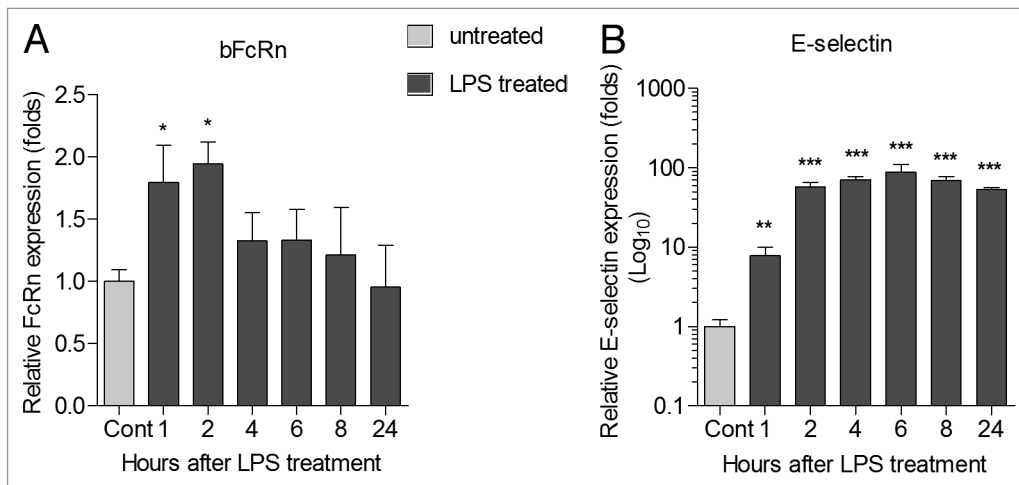 A
bFcRn
untreated
LPS treated
B
E-selectin
Relative FcRn expression (folds)
2.5
2.0
1.5
1.0
0.5
0.0
*
*
Cont 1 2 4 6 8 24
Hours after LPS treatment
Relative E-selectin expression (folds)
(Log10)
1000
100
10
1
0.1
**
***
***
***
***
***
Cont 1 2 4 6 8 24
Hours after LPS treatment